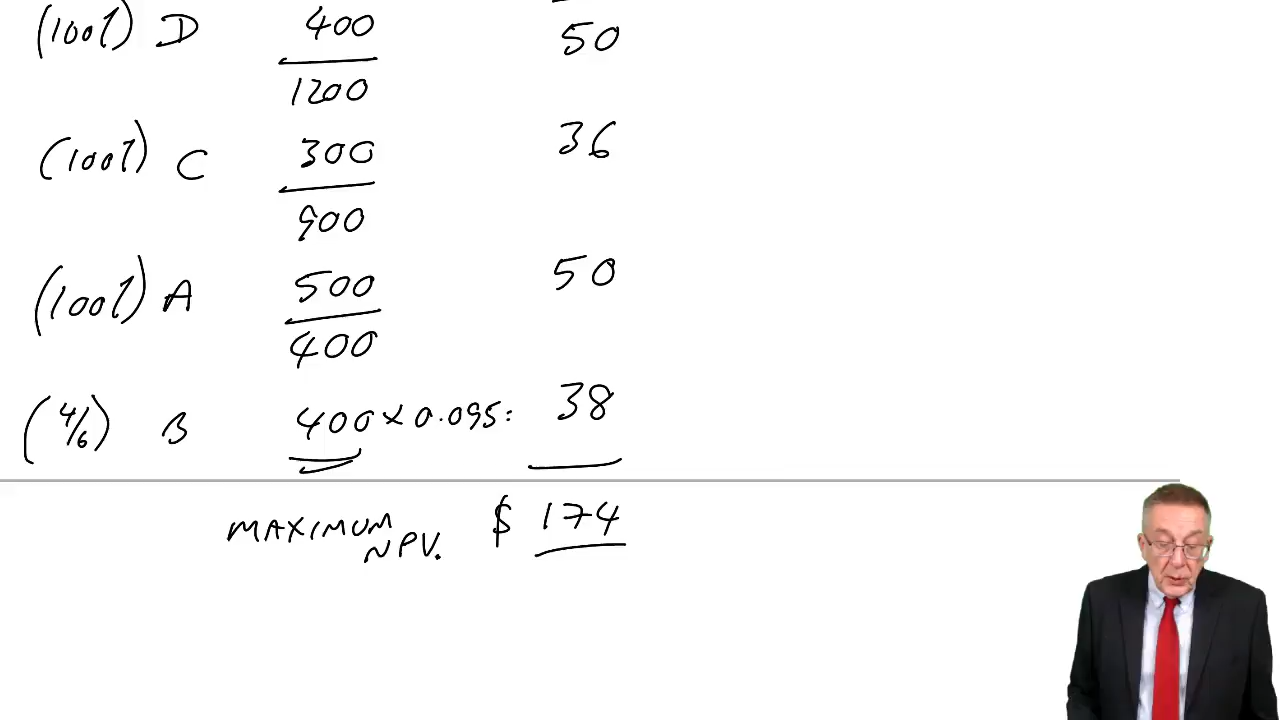 (100%) D 400 50
1200
(100%) C 300 36
900
(100%) A 500 50
400
(4/6) B 400 × 0.095= 38
MAXIMUM $ 174
NPV.